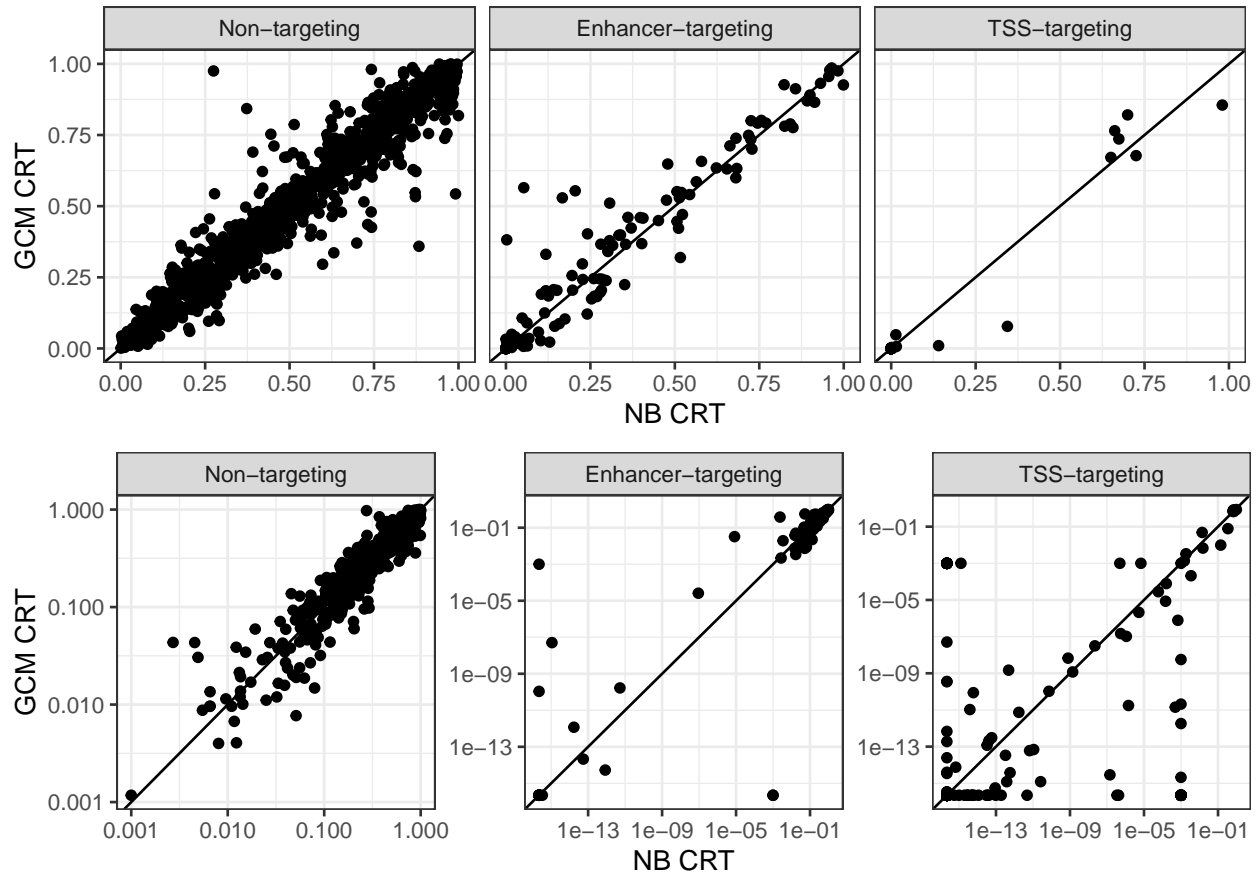 Non−targeting
Enhancer−targeting
TSS−targeting
1.00
0.75
0.50
0.25
0.00
GCM CRT
0.00 0.25 0.50 0.75 1.00
0.00 0.25 0.50 0.75 1.00
0.00 0.25 0.50 0.75 1.00
NB CRT
Non−targeting
Enhancer−targeting
TSS−targeting
1.000
0.100
0.010
0.001
GCM CRT
1e−01
1e−05
1e−09
1e−13
1e−01
1e−05
1e−09
1e−13
0.001 0.010 0.100 1.000
1e−13 1e−09 1e−05 1e−01
1e−13 1e−09 1e−05 1e−01
NB CRT